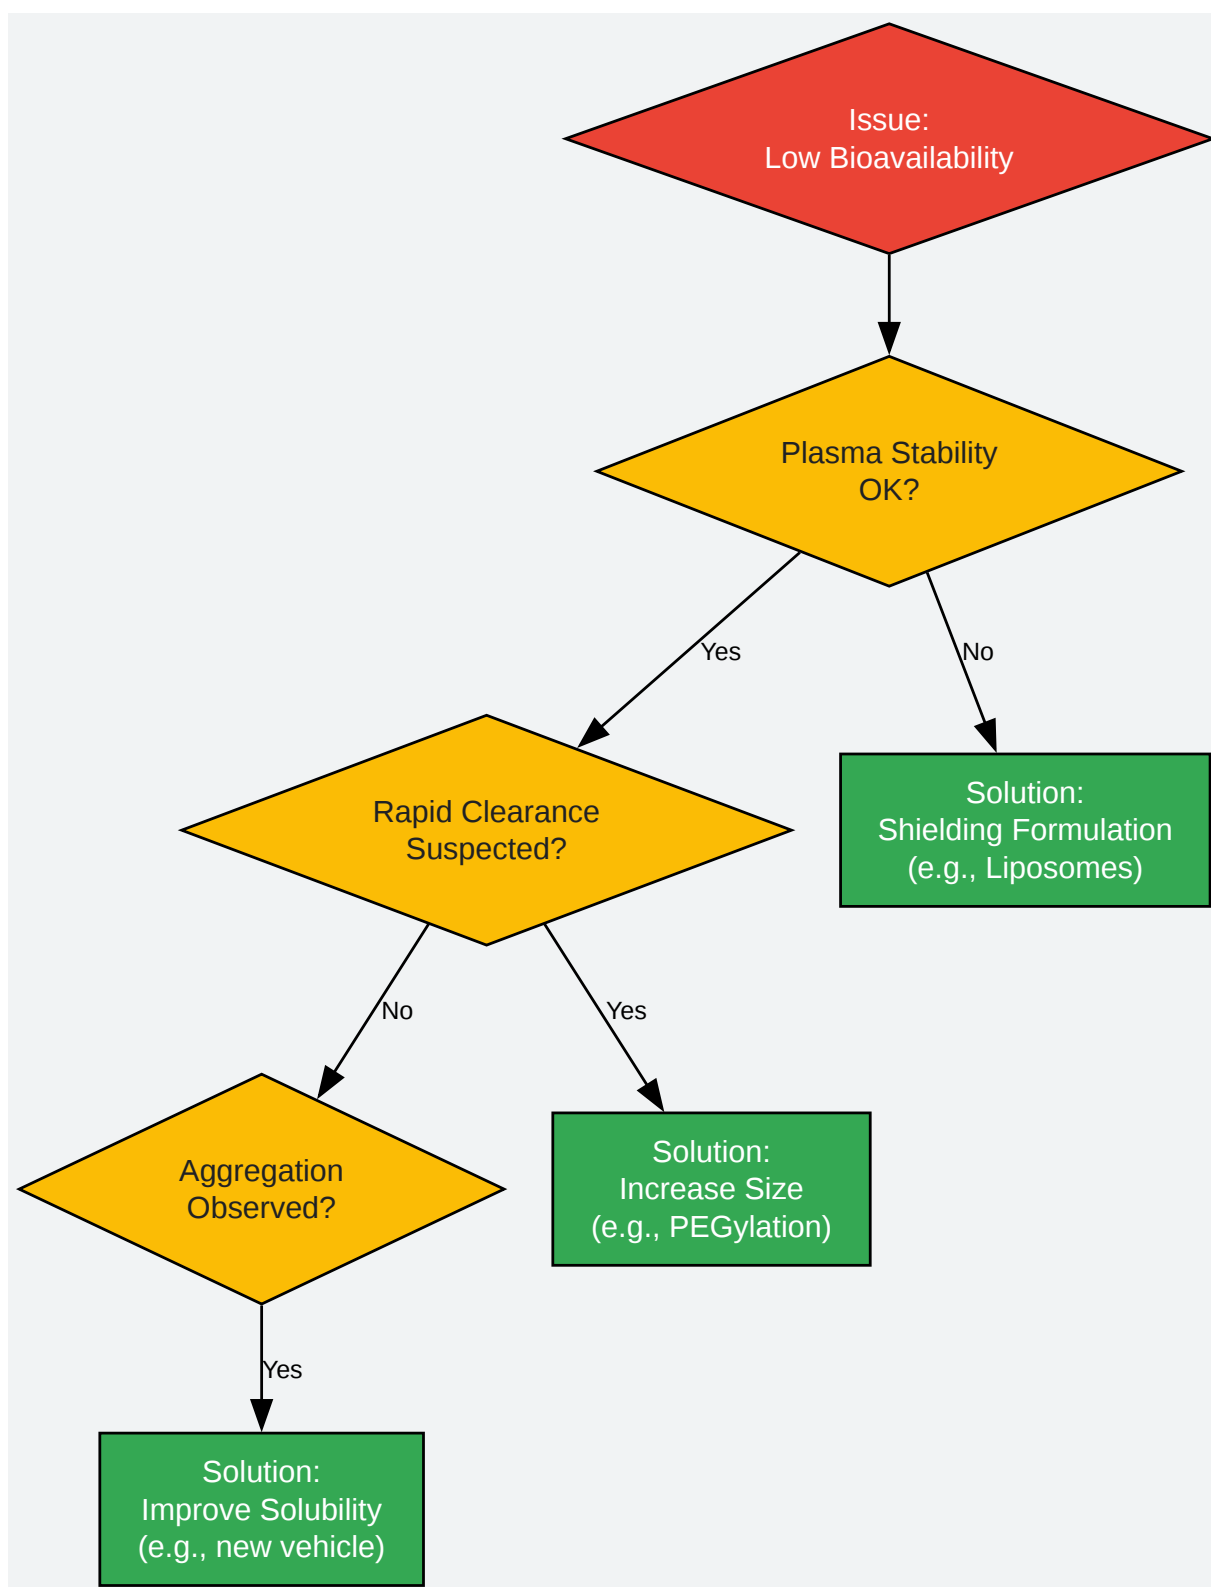 Issue:
Low Bioavailability
Plasma Stability
OK?
Yes
No
Rapid Clearance
Suspected?
Solution:
Shielding Formulation
(e.g., Liposomes)
No
Yes
Aggregation
Observed?
Solution:
Increase Size
(e.g., PEGylation)
Yes
Solution:
Improve Solubility
(e.g., new vehicle)